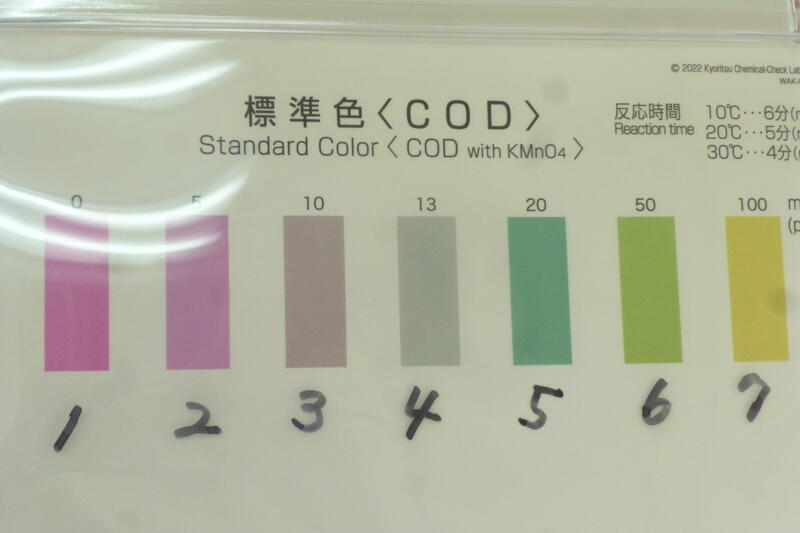 © 2022 Kyoritsu Chemical-Check Lab
WAK-
標準色〈COD〉
Standard Color〈 COD with KMnO4 〉
反応時間 10℃・・・6分(
Reaction time 20℃・・・5分(
30℃・・・4分(
0 5 10 13 20 50 100 m
(p
1 2 3 4 5 6 7